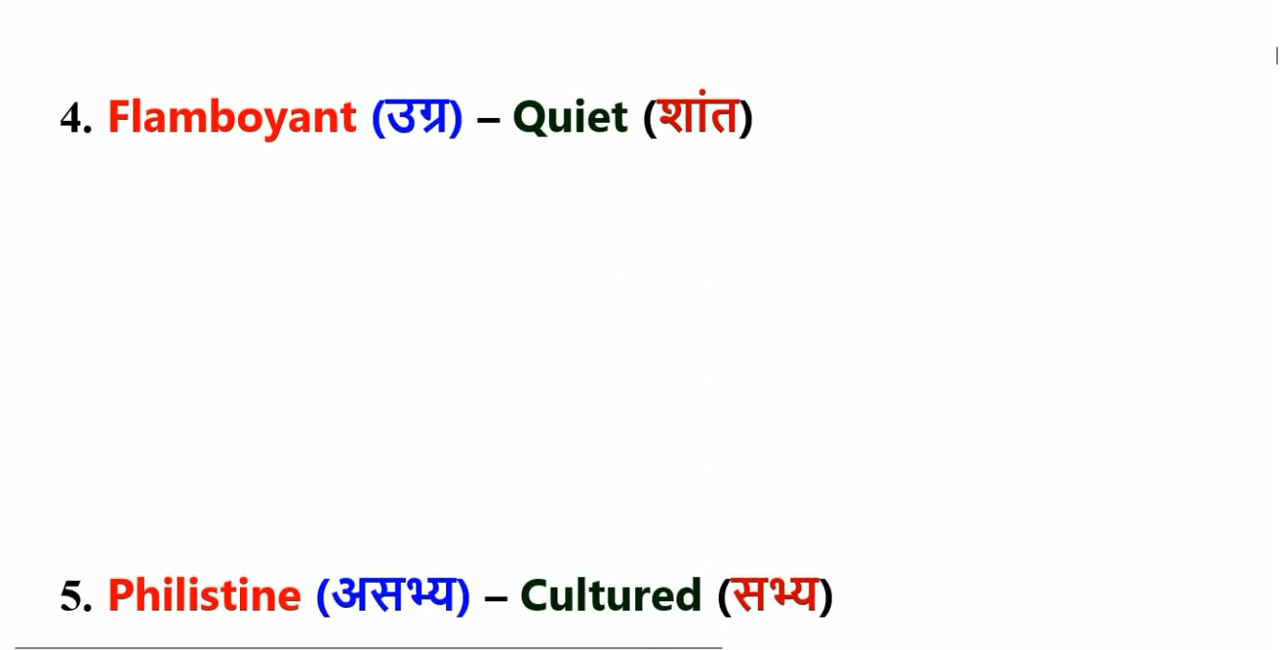 4. Flamboyant (उग्र) – Quiet (शांत)
5. Philistine (असभ्य) – Cultured (सभ्य)